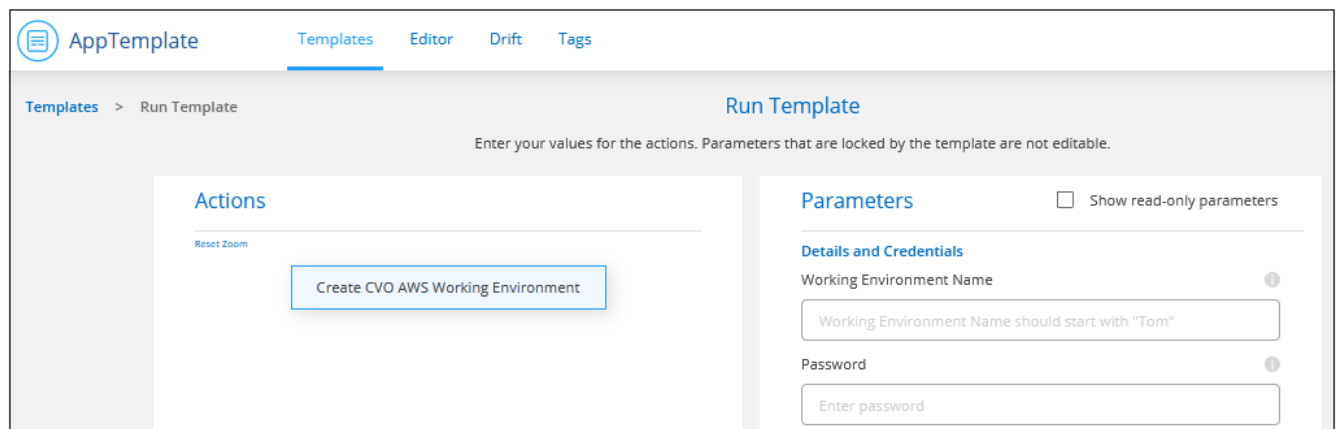 AppTemplate Templates Editor Drift Tags
Templates > Run Template
Run Template
Enter your values for the actions. Parameters that are locked by the template are not editable.
Actions
Reset Zoom
Create CVO AWS Working Environment
Parameters
Show read-only parameters
Details and Credentials
Working Environment Name
Working Environment Name should start with "Tom"
Password
Enter password